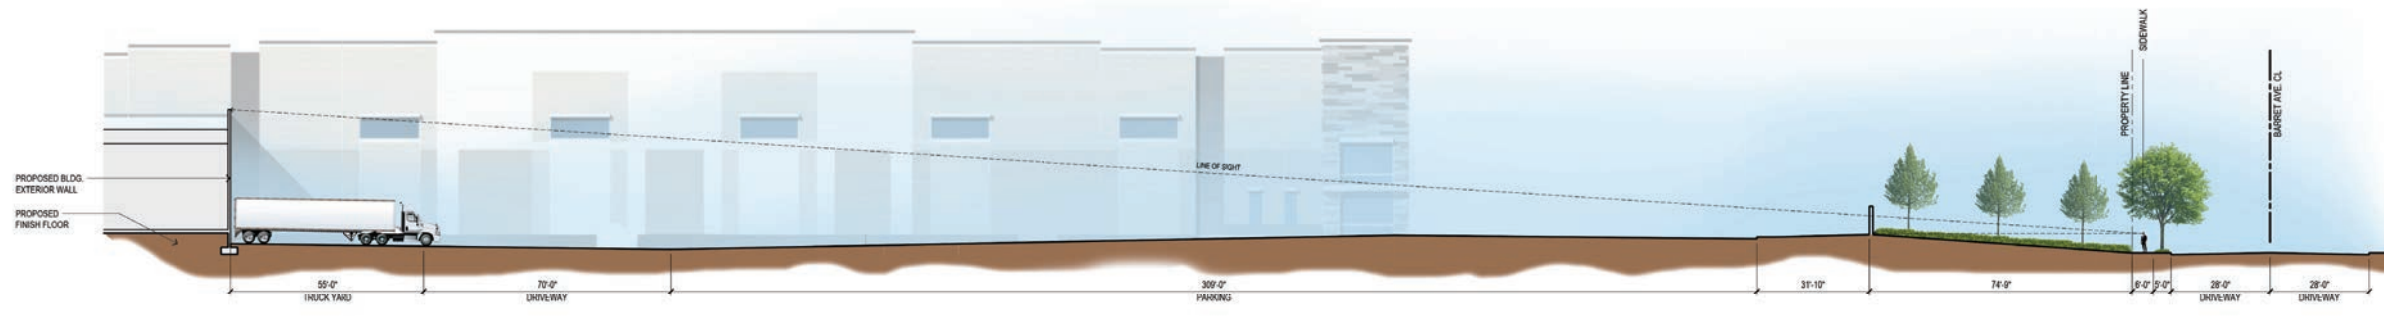 SIDEWALK
PROPERTY LINE
BARRET AVE. CL
LINE OF SIGHT
PROPOSED BLDG.
EXTERIOR WALL
PROPOSED
FINISH FLOOR
55'-0"
TRUCK YARD
70'-0"
DRIVEWAY
309'-0"
PARKING
31'-10"
74'-9"
6'-0"
5'-0"
28'-0"
DRIVEWAY
28'-0"
DRIVEWAY